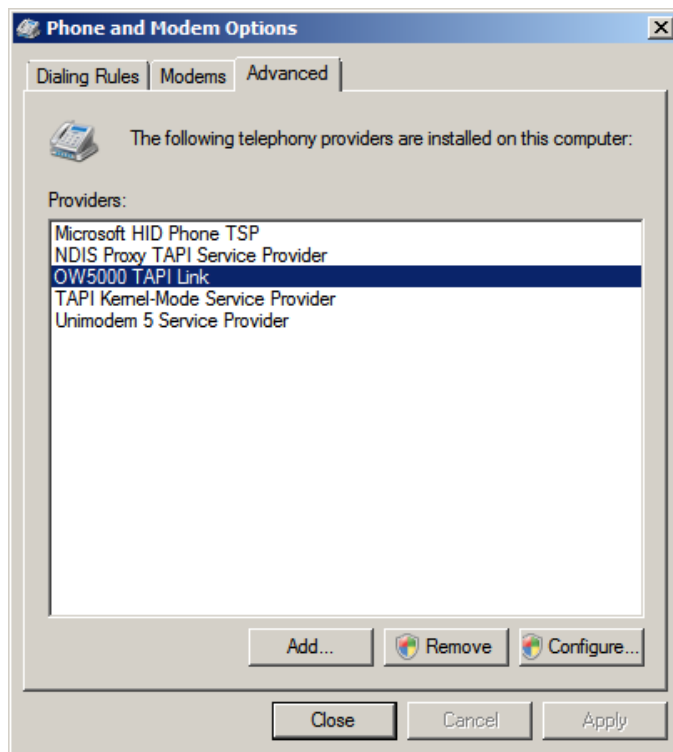 Phone and Modem Options
Dialing Rules
Modems
Advanced
The following telephony providers are installed on this computer:
Providers:
Microsoft HID Phone TSP
NDIS Proxy TAPI Service Provider
OW5000 TAPI Link
TAPI Kernel-Mode Service Provider
Unimodem 5 Service Provider
Add...
Remove
Configure...
Close
Cancel
Apply